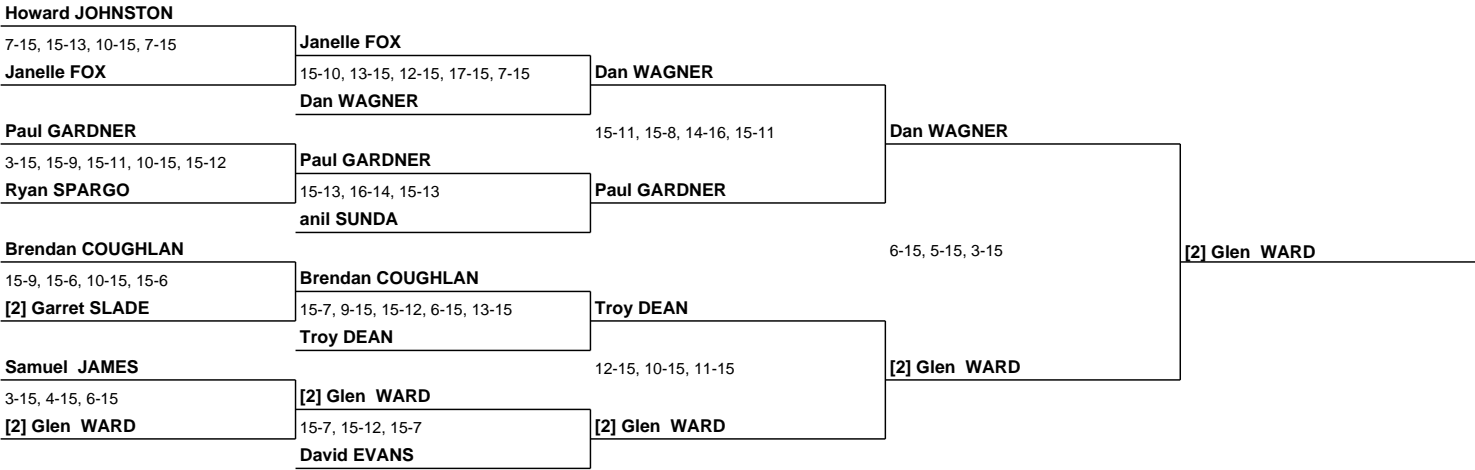 Howard JOHNSTON
7-15, 15-13, 10-15, 7-15
Janelle FOX
Paul GARDNER
3-15, 15-9, 15-11, 10-15, 15-12
Ryan SPARGO
Brendan COUGHLAN
15-9, 15-6, 10-15, 15-6
[2] Garret SLADE
Samuel JAMES
3-15, 4-15, 6-15
[2] Glen WARD
Janelle FOX
15-10, 13-15, 12-15, 17-15, 7-15
Dan WAGNER
Paul GARDNER
15-13, 16-14, 15-13
anil SUNDA
Brendan COUGHLAN
15-7, 9-15, 15-12, 6-15, 13-15
Troy DEAN
[2] Glen WARD
15-7, 15-12, 15-7
David EVANS
Dan WAGNER
15-11, 15-8, 14-16, 15-11
Paul GARDNER
Troy DEAN
12-15, 10-15, 11-15
[2] Glen WARD
Dan WAGNER
6-15, 5-15, 3-15
[2] Glen WARD
[2] Glen WARD